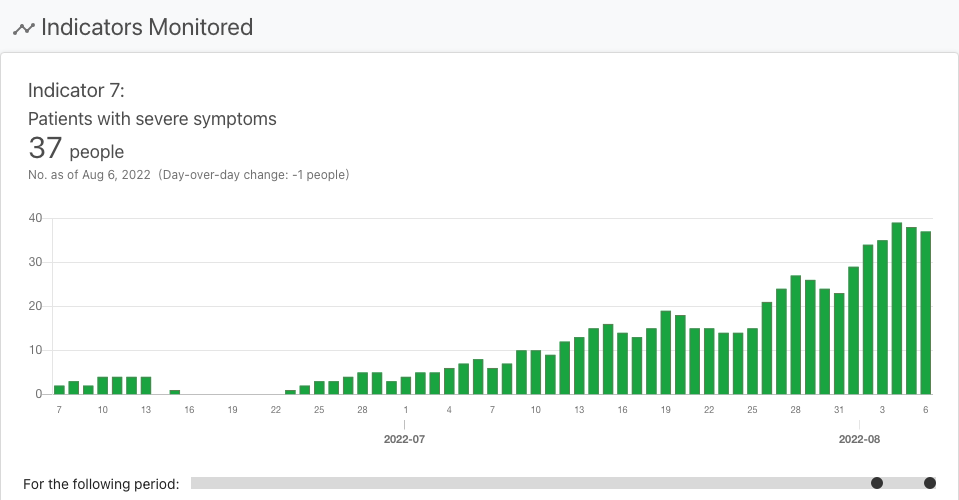 Indicators Monitored
Indicator 7:
Patients with severe symptoms
37 people
No. as of Aug 6, 2022 (Day-over-day change: -1 people)
40
30
20
10
0
7 10 13 16 19 22 25 28 1 4 7 10 13 16 19 22 25 28 31 3 6
2022-07 2022-08
For the following period: